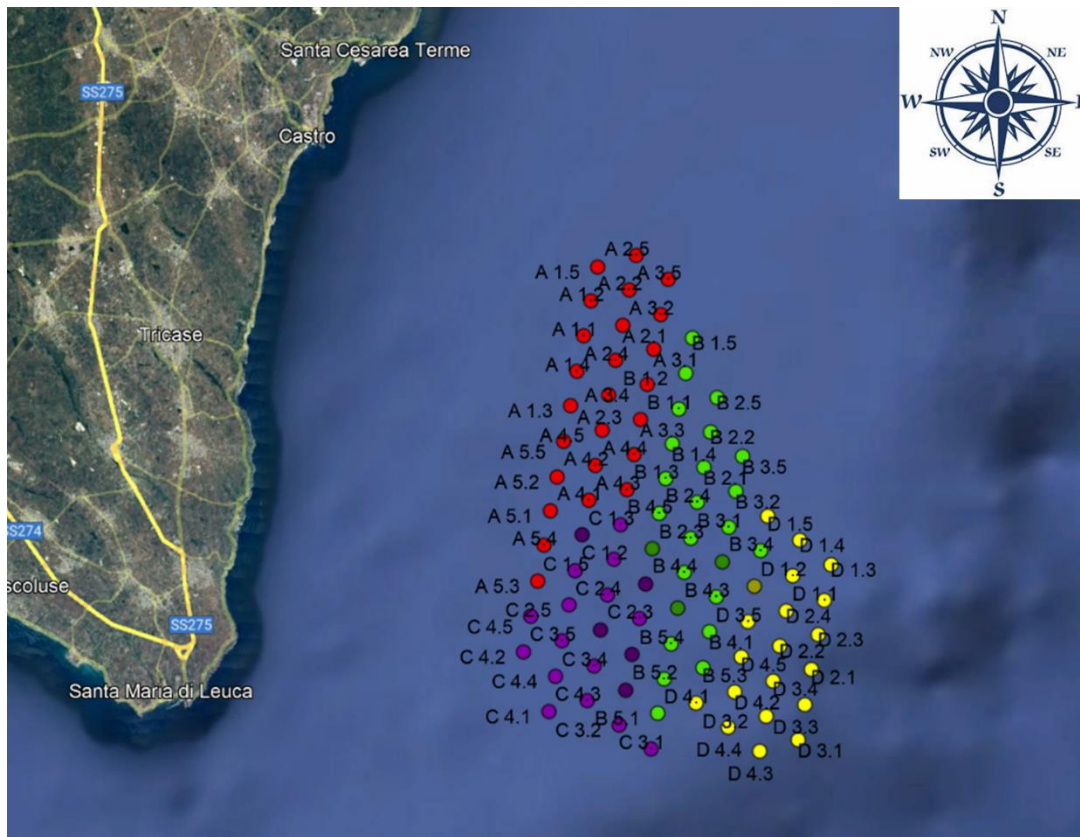 N
NW
NE
W
SW
SE
S
Santa Cesarea Terme
SS275
Castro
Tricase
SS274
scoluse
SS275
Santa Maria di Leuca
A 2.5
A 1.5
A 3.5
A 2.2
A 1.2
A 3.2
A 1.1
A 2.1
B 1.5
A 2.4
A 3.1
A 1.4
B 1.2
A 3.4
A 1.3
B 1.1
B 2.5
A 2.3
A 3.3
A 4.5
B 2.2
A 5.5
A 4.4
B 1.4
A 4.2
B 3.5
B 1.3
B 2.1
A 5.2
A 4.3
A 4.1
B 2.4
B 3.2
B 4.5
A 5.1
C 1.3
B 3.1
D 1.5
B 2.3
A 5.4
D 1.4
B 3.4
C 1.2
B 4.4
C 1.5
D 1.2
D 1.3
A 5.3
B 4.3
C 2.4
D 1.1
C 2.5
C 2.3
D 3.5
D 2.4
C 4.5
C 3.5
B 5.4
B 4.1
D 2.3
C 4.2
D 2.2
C 3.4
D 4.5
B 5.2
B 5.3
D 2.1
C 4.4
D 3.4
C 4.3
D 4.1
D 4.2
C 4.1
B 5.1
D 3.2
D 3.3
C 3.2
C 3.1
D 4.4
D 3.1
D 4.3